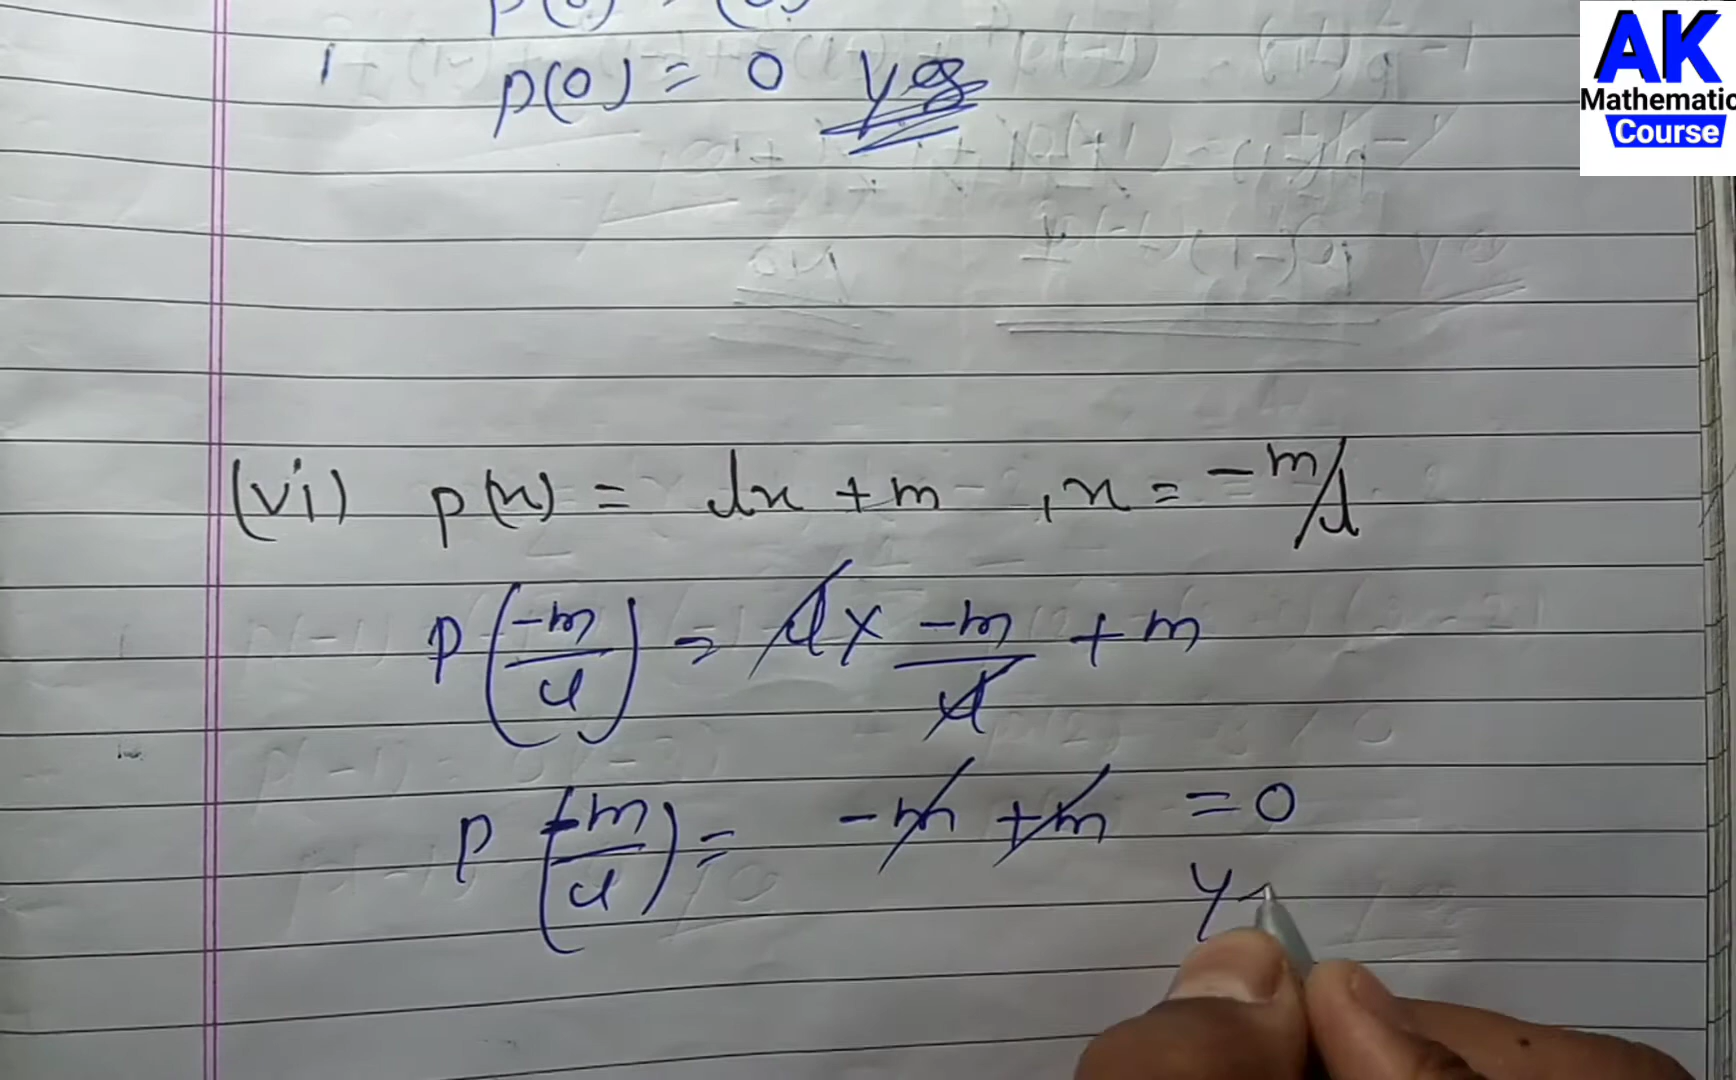 p(0) = 0 yes
AK
Mathematic
Course
(vi) p(x) = lx + m , x = -m/l
P(-m/l) = l x -m/l + m
P(-m/l) = -m + m = 0
Y